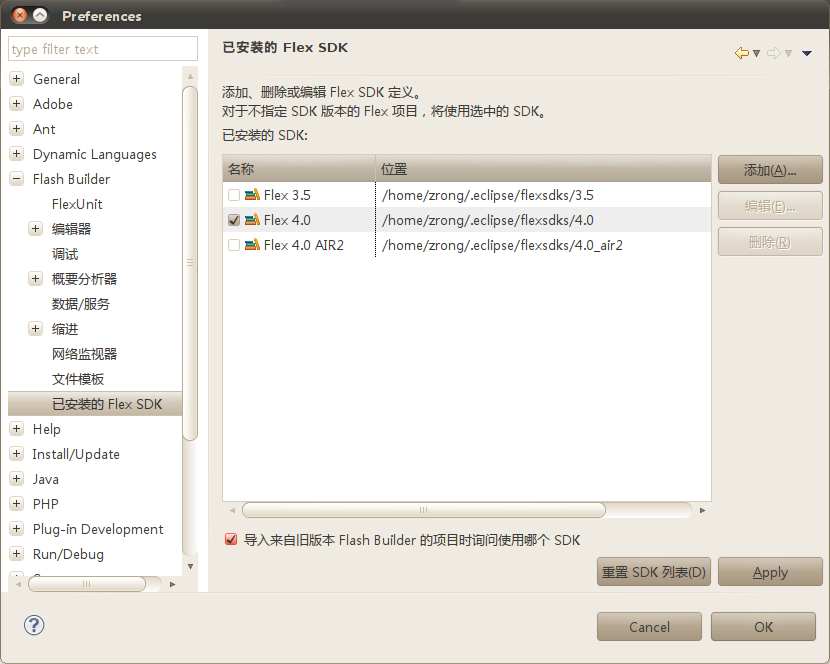 Preferences
type filter text
General
Adobe
Ant
Dynamic Languages
Flash Builder
FlexUnit
编辑器
调试
概要分析器
数据/服务
缩进
网络监视器
文件模板
已安装的 Flex SDK
Help
Install/Update
Java
PHP
Plug-in Development
Run/Debug
已安装的 Flex SDK
添加、删除或编辑 Flex SDK 定义。
对于不指定 SDK 版本的 Flex 项目，将使用选中的 SDK。
已安装的 SDK:
名称 位置
Flex 3.5 /home/zrong/.eclipse/flexsdks/3.5
Flex 4.0 /home/zrong/.eclipse/flexsdks/4.0
Flex 4.0 AIR2 /home/zrong/.eclipse/flexsdks/4.0_air2
添加(A)...
编辑(E)...
删除(R)
导入来自旧版本 Flash Builder 的项目时询问使用哪个 SDK
重置 SDK 列表(D) Apply
Cancel OK